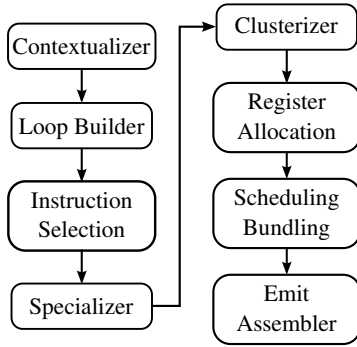 Contextualizer
Loop Builder
Instruction
Selection
Specializer
Clusterizer
Register
Allocation
Scheduling
Bundling
Emit
Assembler